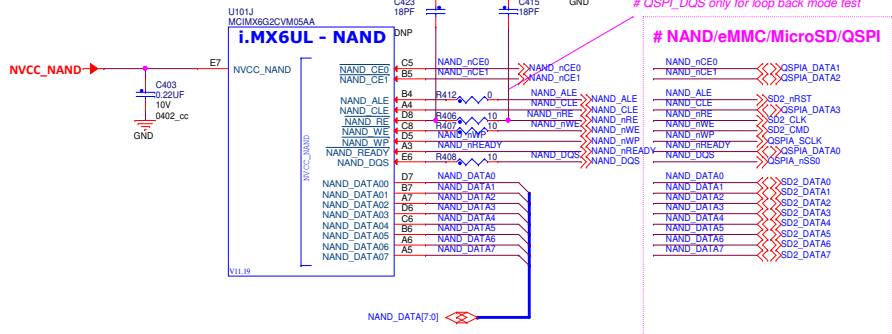 C423
18PF
C415
18PF
GND
# QSPI_DQS only for loop back mode test
U101J
MCIMX6G2CVM05AA
DNP
i.MX6UL - NAND
# NAND/eMMC/MicroSD/QSPI
NVCC_NAND
E7
NVCC_NAND
C403
0.22UF
10V
0402_cc
GND
NVCC_NAND
NAND_CE0
NAND_CE1
NAND_ALE
NAND_CLE
NAND_RE
NAND_WE
NAND_WP
NAND_READY
NAND_DQS
NAND_DATA00
NAND_DATA01
NAND_DATA02
NAND_DATA03
NAND_DATA04
NAND_DATA05
NAND_DATA06
NAND_DATA07
V11.19
C5 NAND_nCE0 NAND_nCE0
B5 NAND_nCE1 NAND_nCE1
B4 R412 0 NAND_ALE NAND_ALE
A4 NAND_CLE NAND_CLE
D8 R406 10 NAND_nRE NAND_nRE
C8 R407 10 NAND_nWE NAND_nWE
D5 NAND_nWP NAND_nWP
A3 NAND_nREADY NAND_nREADY
E6 R408 10 NAND_DQS NAND_DQS
D7 NAND_DATA0
B7 NAND_DATA1
A7 NAND_DATA2
D6 NAND_DATA3
C6 NAND_DATA4
B6 NAND_DATA5
A6 NAND_DATA6
A5 NAND_DATA7
NAND_DATA[7:0]
NAND_nCE0 QSPIA_DATA1
NAND_nCE1 QSPIA_DATA2
NAND_ALE SD2_nRST
NAND_CLE QSPIA_DATA3
NAND_nRE SD2_CLK
NAND_nWE SD2_CMD
NAND_nWP QSPIA_SCLK
NAND_nREADY QSPIA_DATA0
NAND_DQS QSPIA_nSS0
NAND_DATA0 SD2_DATA0
NAND_DATA1 SD2_DATA1
NAND_DATA2 SD2_DATA2
NAND_DATA3 SD2_DATA3
NAND_DATA4 SD2_DATA4
NAND_DATA5 SD2_DATA5
NAND_DATA6 SD2_DATA6
NAND_DATA7 SD2_DATA7